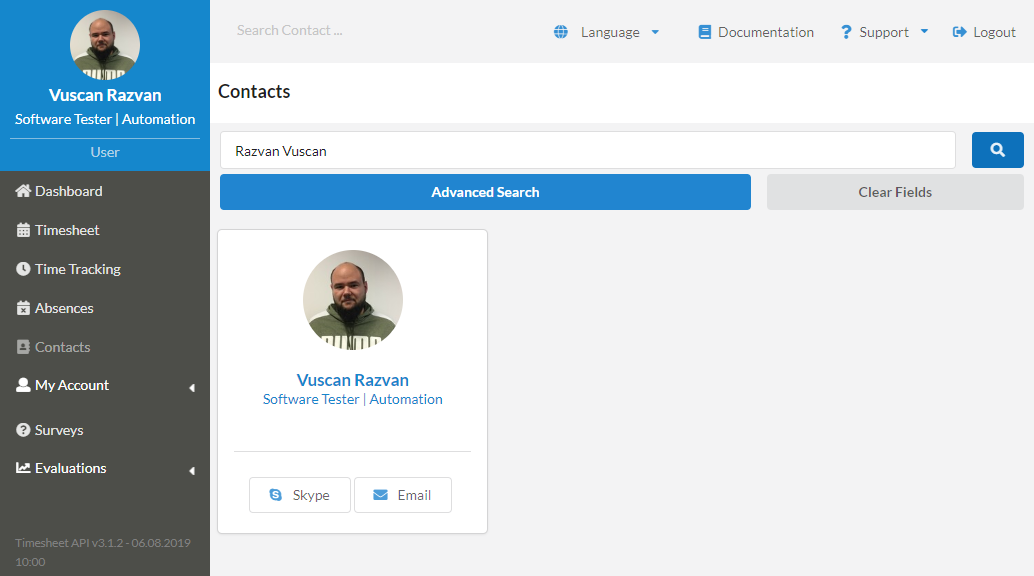 Vuscan Razvan
Software Tester | Automation
User
Dashboard
Timesheet
Time Tracking
Absences
Contacts
My Account
Surveys
Evaluations
Timesheet API v3.1.2 - 06.08.2019
10:00
Search Contact ...
Language
Documentation
Support
Logout
Contacts
Razvan Vuscan
Advanced Search
Clear Fields
Vuscan Razvan
Software Tester | Automation
Skype
Email